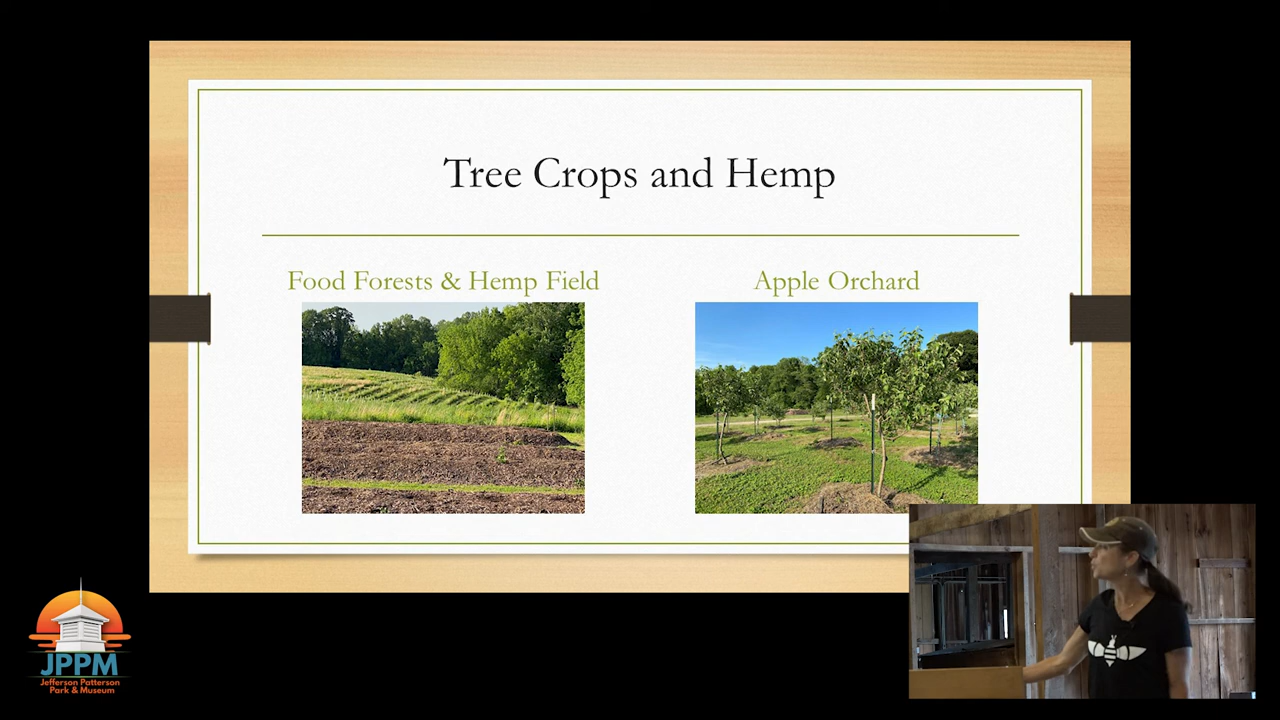 Tree Crops and Hemp
Food Forests & Hemp Field
Apple Orchard
JPPM
Jefferson Patterson
Park & Museum